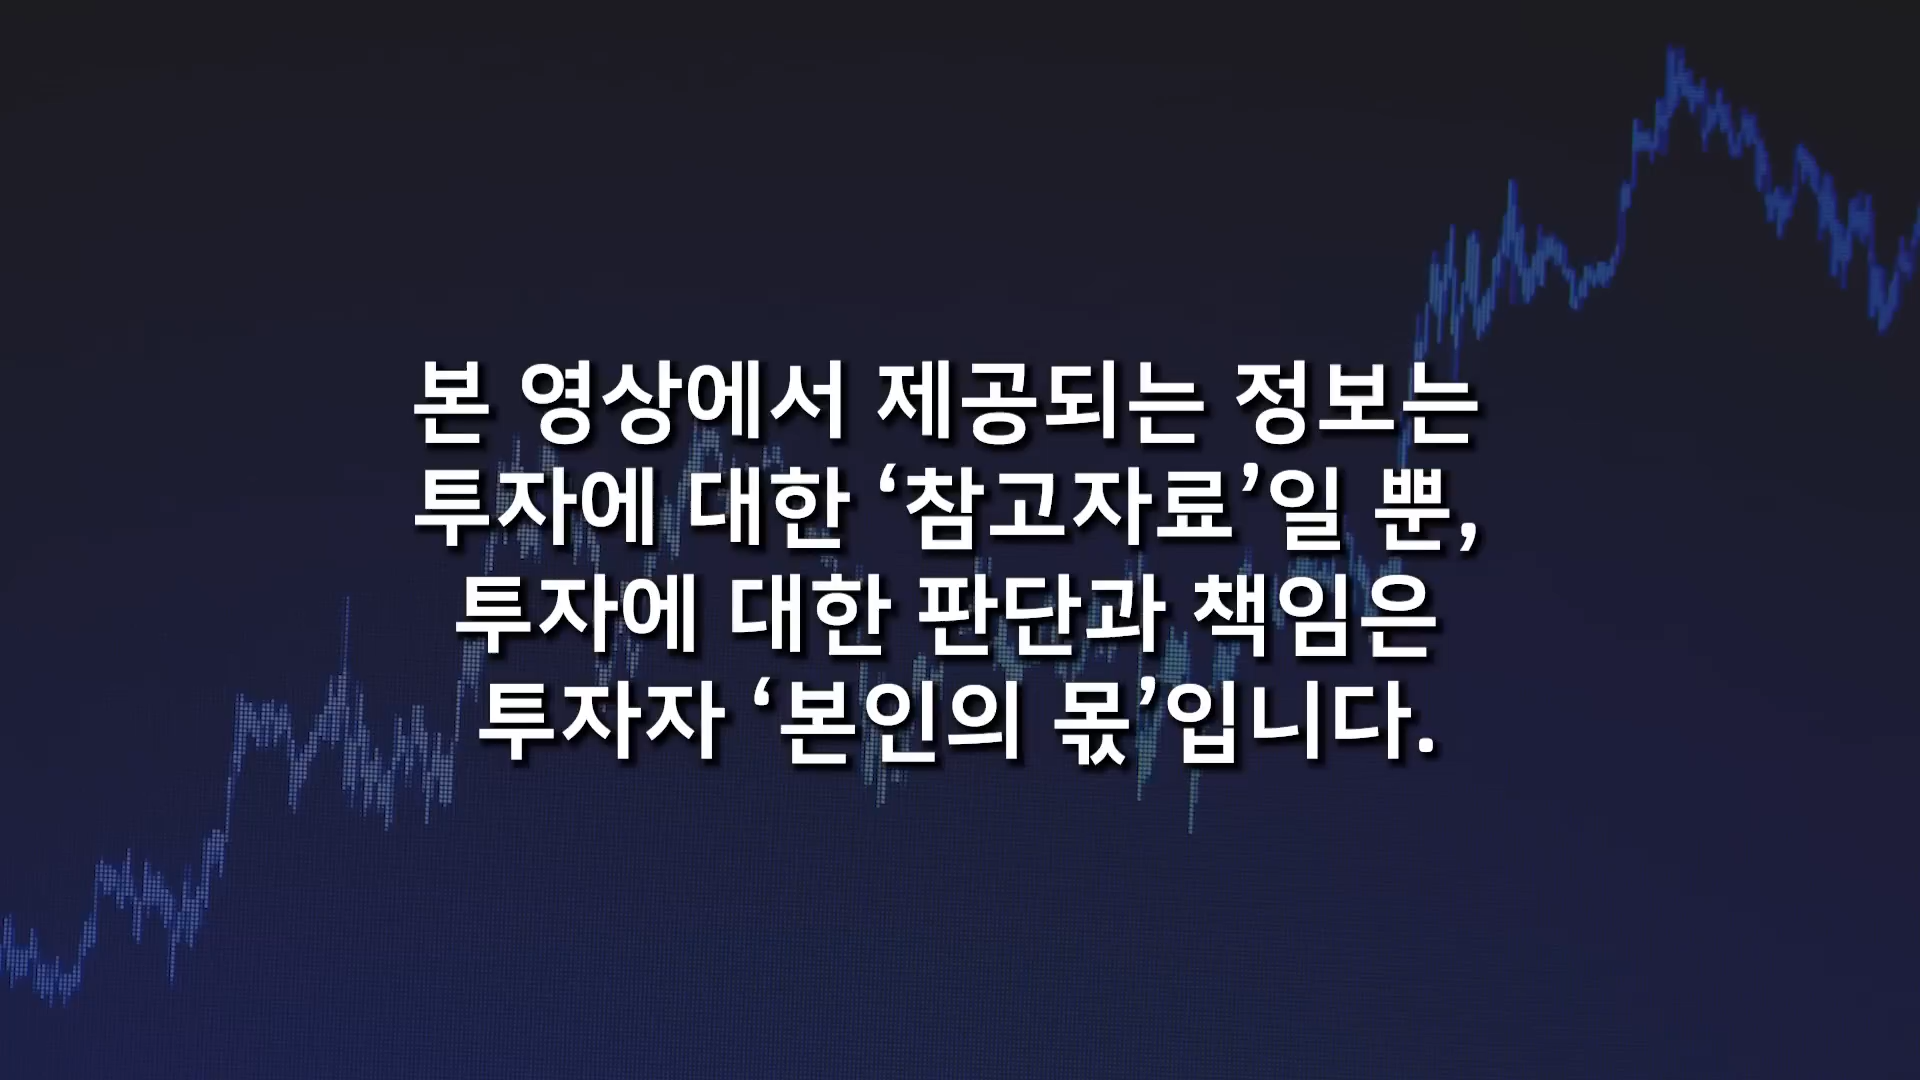 본 영상에서 제공되는 정보는
투자에 대한 ‘참고자료’일 뿐,
투자에 대한 판단과 책임은
투자자 ‘본인의 몫’입니다.